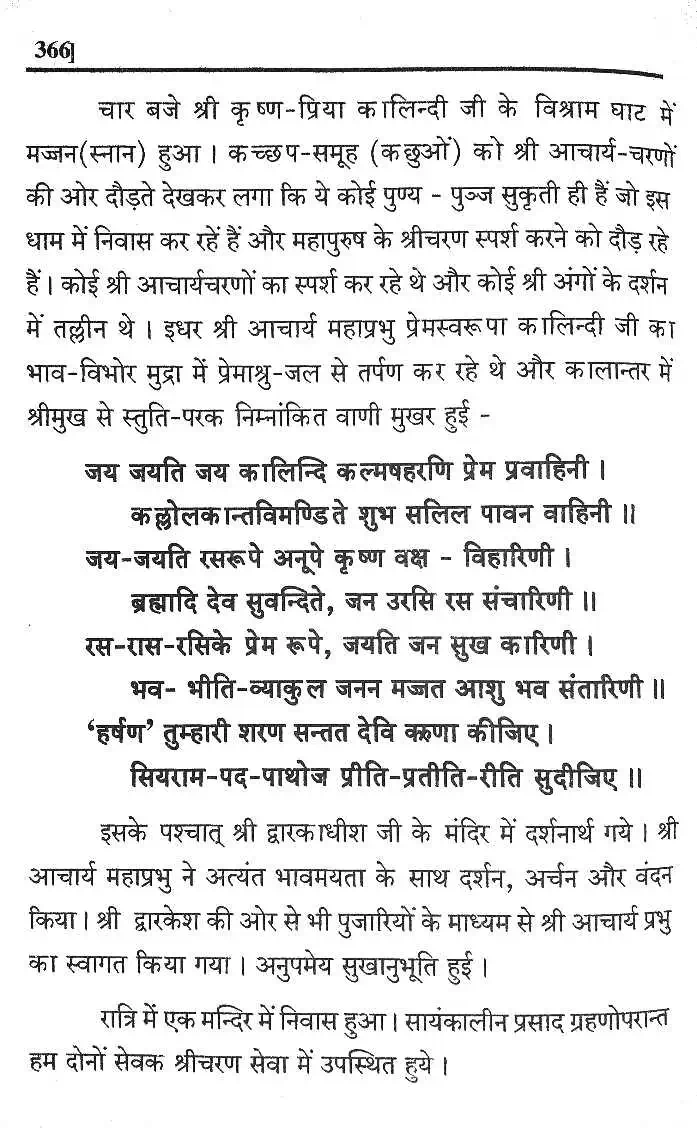 366]
चार बजे श्री कृष्ण-प्रिया कालिन्दी जी के विश्राम घाट में
मज्जन(स्नान) हुआ । कच्छप-समूह (कछुओं) को श्री आचार्य-चरणों
की ओर दौड़ते देखकर लगा कि ये कोई पुण्य - पुञ्ज सुकृती ही हैं जो इस
धाम में निवास कर रहें हैं और महापुरुष के श्रीचरण स्पर्श करने को दौड़ रहे
हैं । कोई श्री आचार्यचरणों का स्पर्श कर रहे थे और कोई श्री अंगों के दर्शन
में तल्लीन थे । इधर श्री आचार्य महाप्रभु प्रेमस्वरूपा कालिन्दी जी का
भाव-विभोर मुद्रा में प्रेमाश्रु-जल से तर्पण कर रहे थे और कालान्तर में
श्रीमुख से स्तुति-परक निम्नांकित वाणी मुखर हुई -
जय जयति जय कालिन्दि कल्मषहरणि प्रेम प्रवाहिनी ।
कल्लोलकान्तविमण्डिते शुभ सलिल पावन वाहिनी ॥
जय-जयति रसरूपे अनूपे कृष्ण वक्ष - विहारिणी ।
ब्रह्मादि देव सुवन्दिते, जन उरसि रस संचारिणी ॥
रस-रास-रसिके प्रेम रूपे, जयति जन सुख कारिणी ।
भव- भीति-व्याकुल जनन मज्जत आशु भव संतारिणी ॥
‘हर्षण’ तुम्हारी शरण सन्तत देवि करुणा कीजिए ।
सियराम-पद-पाथोज प्रीति-प्रतीति-रीति सुदीजिए ॥
इसके पश्चात् श्री द्वारकाधीश जी के मंदिर में दर्शनार्थ गये । श्री
आचार्य महाप्रभु ने अत्यंत भावमयता के साथ दर्शन, अर्चन और वंदन
किया । श्री द्वारकेश की ओर से भी पुजारियों के माध्यम से श्री आचार्य प्रभु
का स्वागत किया गया । अनुपमेय सुखानुभूति हुई ।
रात्रि में एक मन्दिर में निवास हुआ । सायंकालीन प्रसाद ग्रहणोपरान्त
हम दोनों सेवक श्रीचरण सेवा में उपस्थित हुये ।